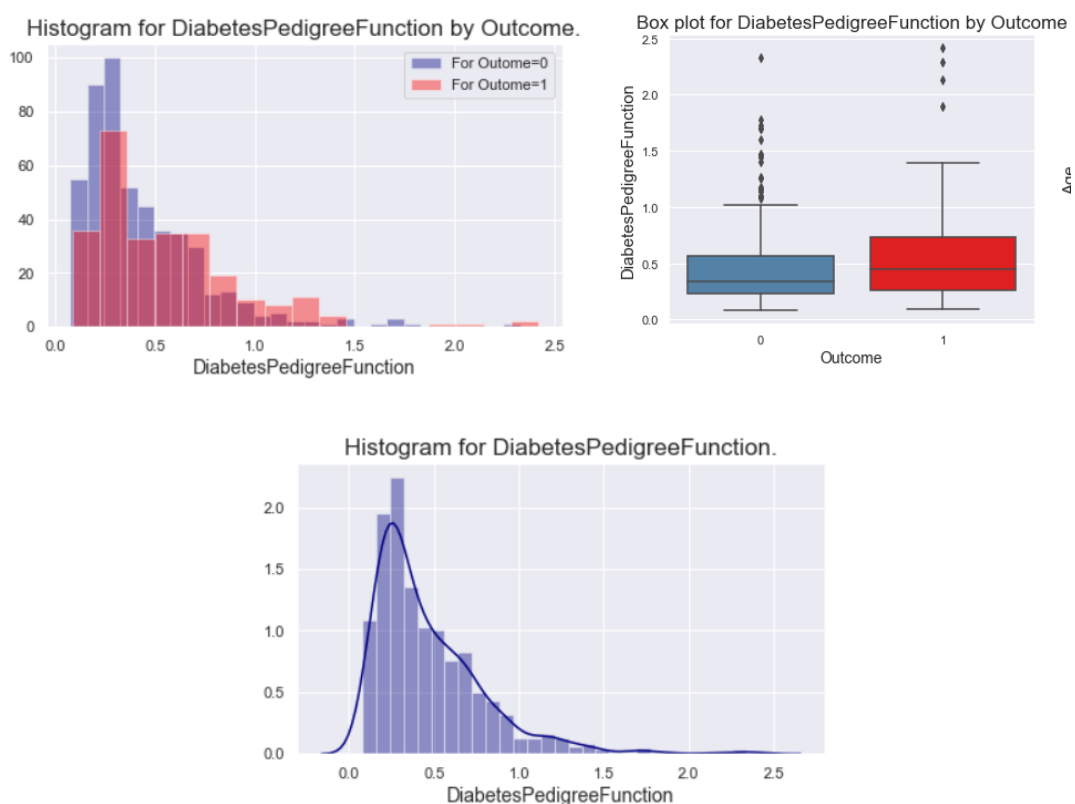 Histogram for DiabetesPedigreeFunction by Outcome.
100
80
60
40
20
0
For Outome=0
For Outome=1
0.0 0.5 1.0 1.5 2.0 2.5
DiabetesPedigreeFunction
Box plot for DiabetesPedigreeFunction by Outcome
2.5
2.0
1.5
1.0
0.5
0.0
DiabetesPedigreeFunction
0 1
Outcome
Age
Histogram for DiabetesPedigreeFunction.
2.0
1.5
1.0
0.5
0.0
0.0 0.5 1.0 1.5 2.0 2.5
DiabetesPedigreeFunction